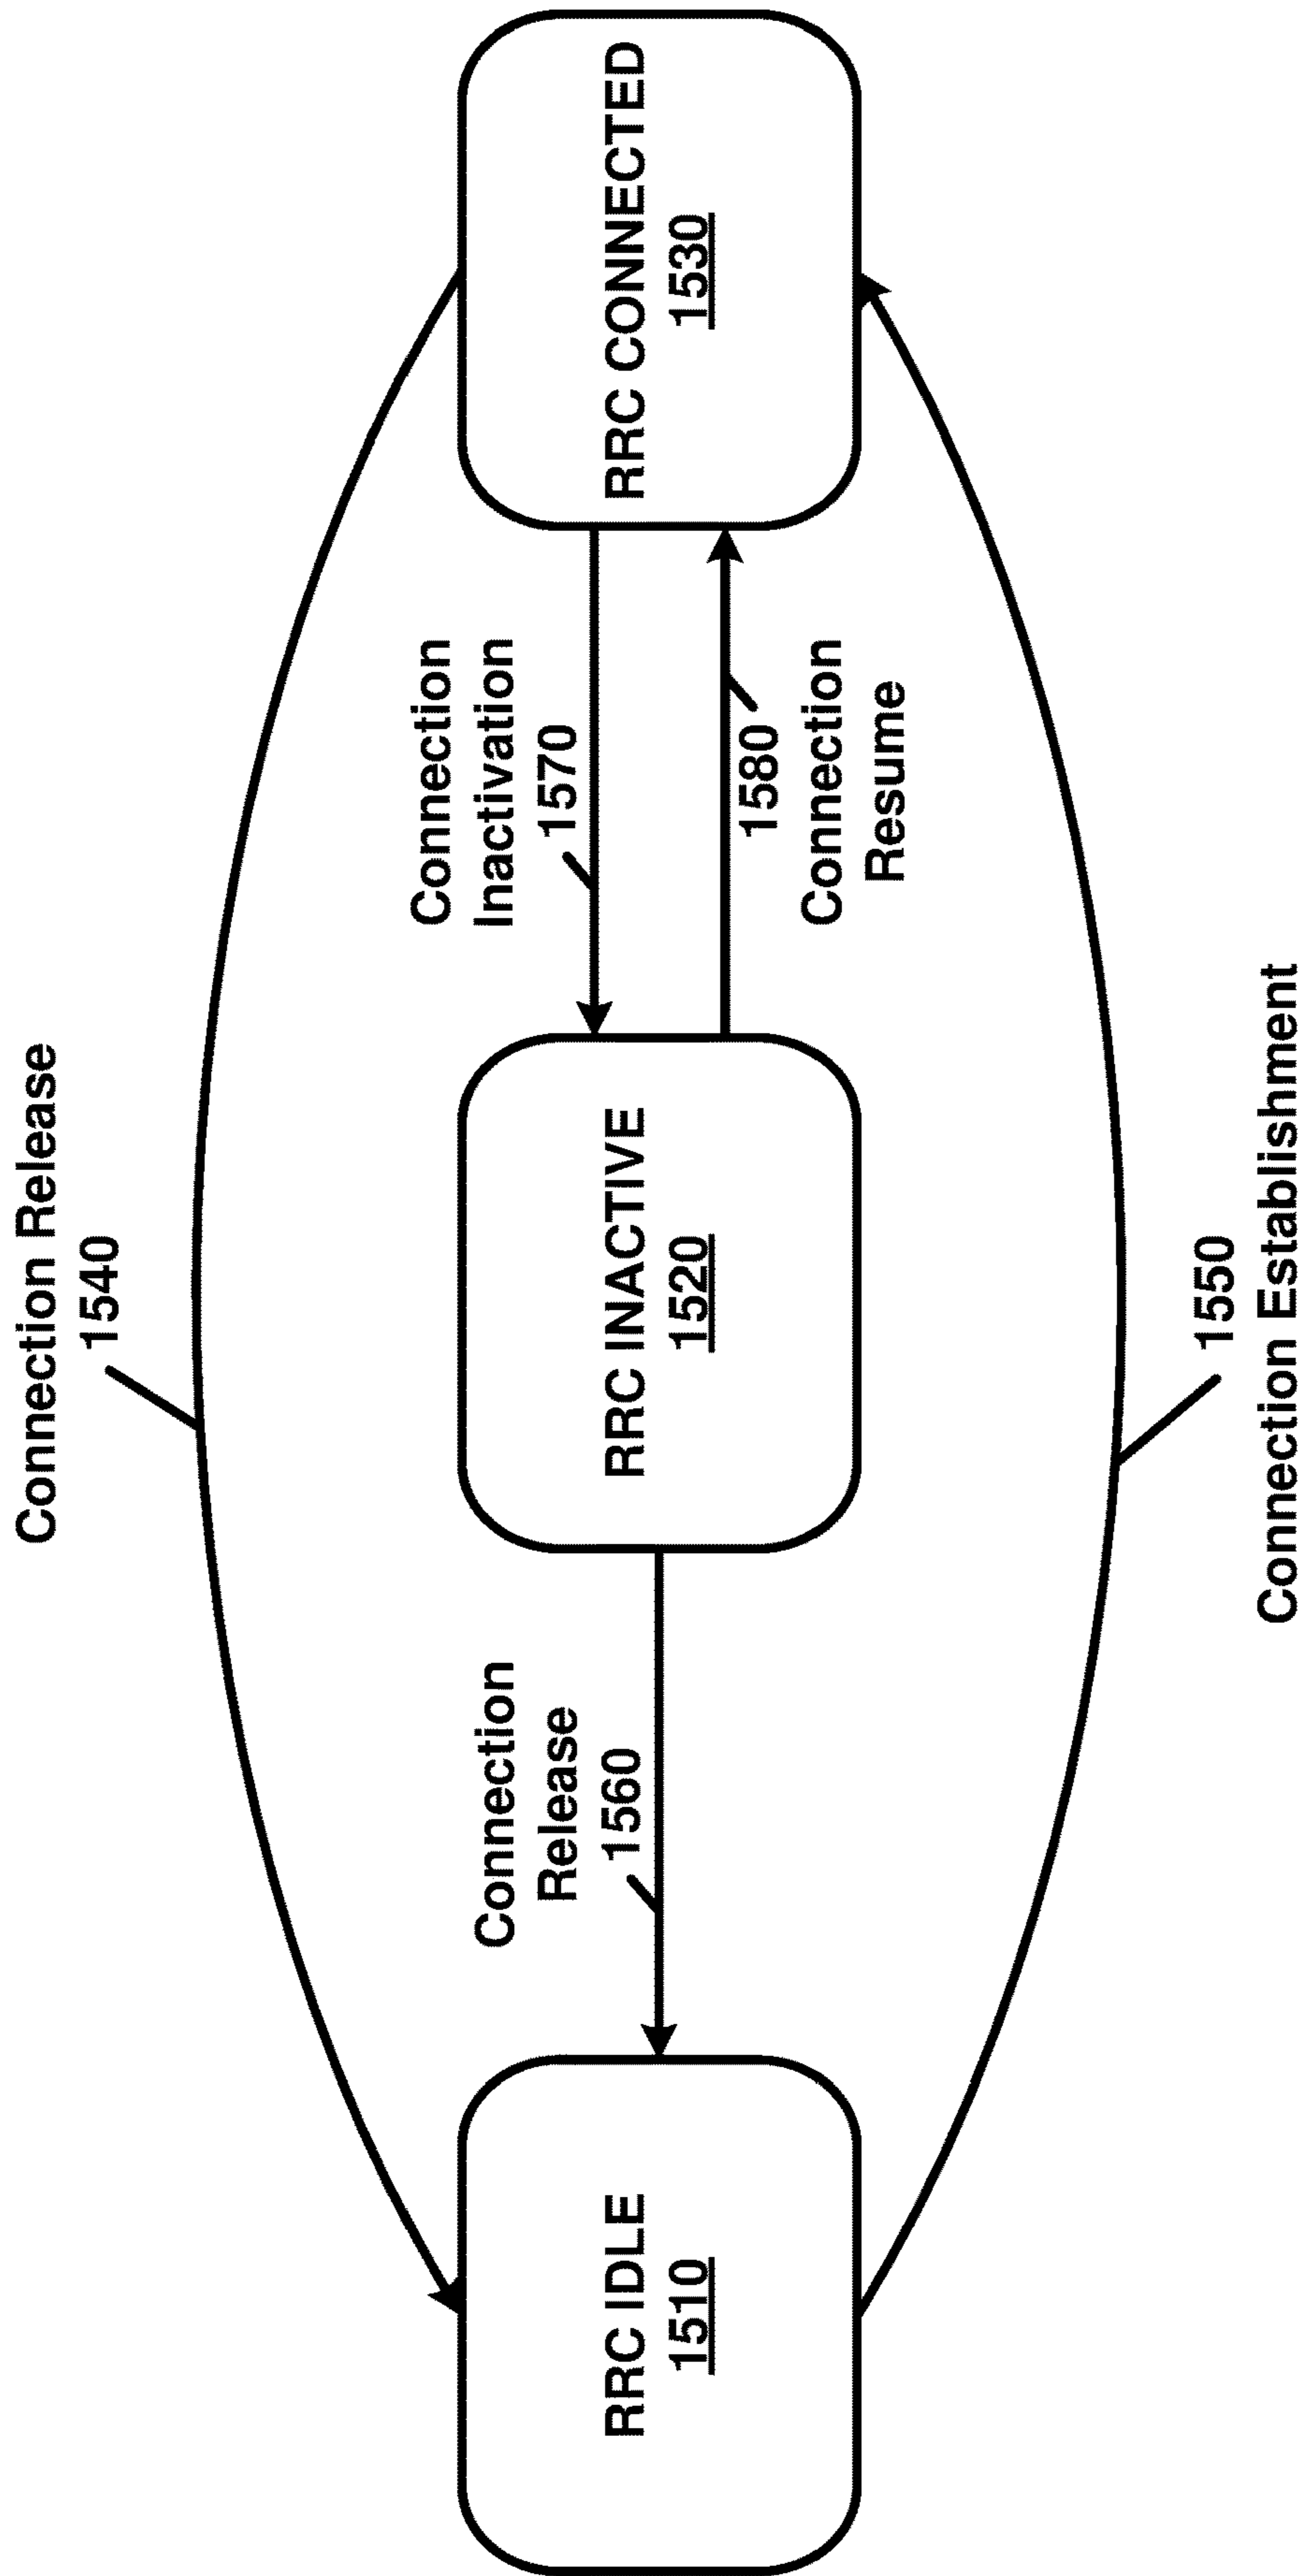 Connection Release
1540
RRC IDLE
1510
Connection
Release
1560
RRC INACTIVE
1520
Connection
Inactivation
1570
1580
Connection
Resume
RRC CONNECTED
1530
1550
Connection Establishment